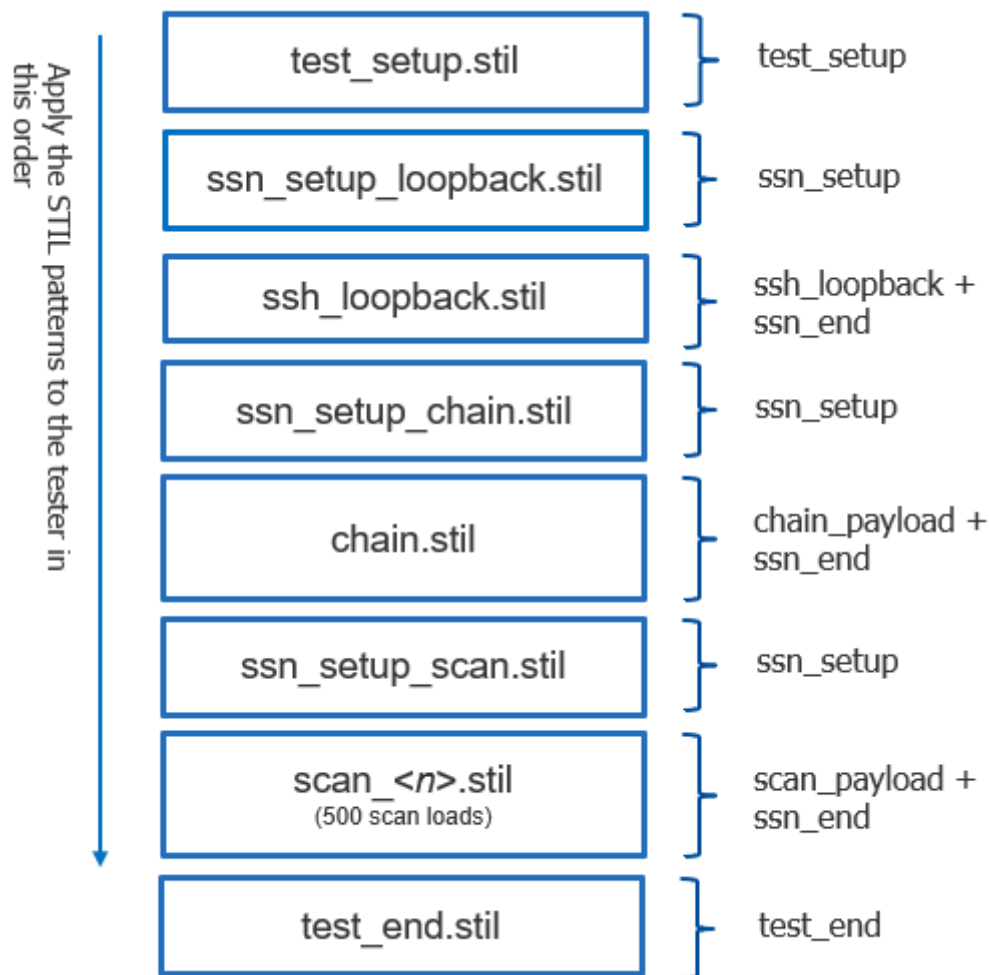 Apply the STIL patterns to the tester in
this order
test_setup.stil
test_setup
ssn_setup_loopback.stil
ssn_setup
ssh_loopback.stil
ssh_loopback +
ssn_end
ssn_setup_chain.stil
ssn_setup
chain.stil
chain_payload +
ssn_end
ssn_setup_scan.stil
ssn_setup
scan_<n>.stil
(500 scan loads)
scan_payload +
ssn_end
test_end.stil
test_end